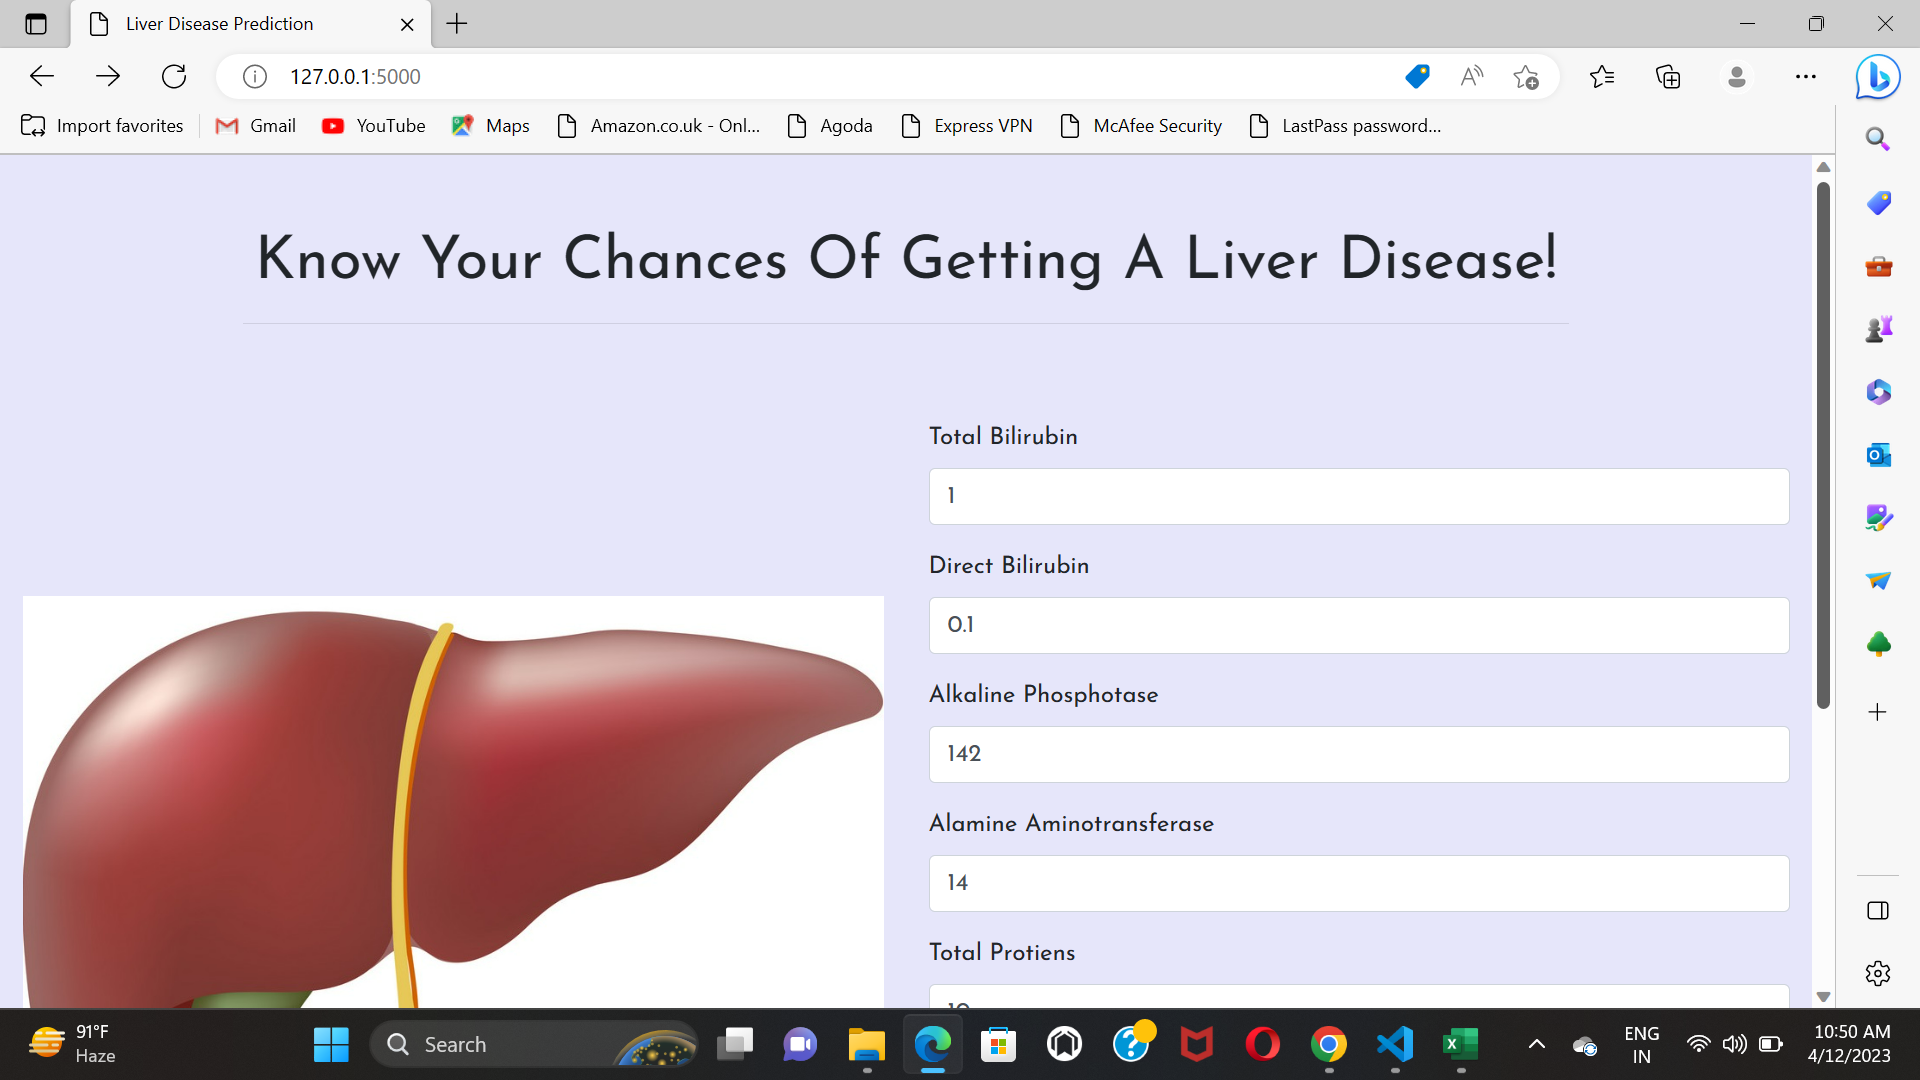 Liver Disease Prediction
127.0.0.1:5000
Import favorites Gmail YouTube Maps Amazon.co.uk - Onl... Agoda Express VPN McAfee Security LastPass password...
Know Your Chances Of Getting A Liver Disease!
Total Bilirubin
1
Direct Bilirubin
0.1
Alkaline Phosphotase
142
Alamine Aminotransferase
14
Total Protiens
91°F
Haze
Search
ENG
IN
10:50 AM
4/12/2023